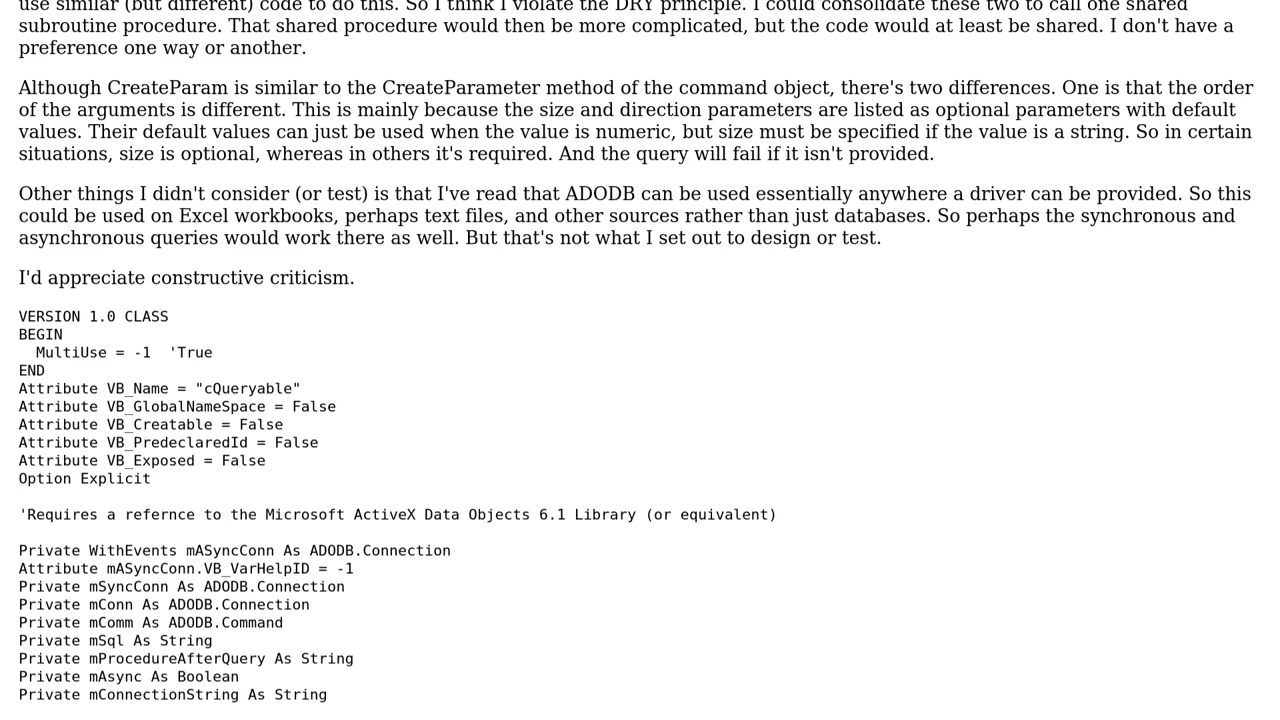 use similar (but different) code to do this. So I think I violate the DRY principle. I could consolidate these two to call one shared
subroutine procedure. That shared procedure would then be more complicated, but the code would at least be shared. I don't have a
preference one way or another.
Although CreateParam is similar to the CreateParameter method of the command object, there's two differences. One is that the order
of the arguments is different. This is mainly because the size and direction parameters are listed as optional parameters with default
values. Their default values can just be used when the value is numeric, but size must be specified if the value is a string. So in certain
situations, size is optional, whereas in others it's required. And the query will fail if it isn't provided.
Other things I didn't consider (or test) is that I've read that ADODB can be used essentially anywhere a driver can be provided. So this
could be used on Excel workbooks, perhaps text files, and other sources rather than just databases. So perhaps the synchronous and
asynchronous queries would work there as well. But that's not what I set out to design or test.
I'd appreciate constructive criticism.
VERSION 1.0 CLASS
BEGIN
  MultiUse = -1  'True
END
Attribute VB_Name = "cQueryable"
Attribute VB_GlobalNameSpace = False
Attribute VB_Creatable = False
Attribute VB_PredeclaredId = False
Attribute VB_Exposed = False
Option Explicit
'Requires a refernce to the Microsoft ActiveX Data Objects 6.1 Library (or equivalent)
Private WithEvents mASyncConn As ADODB.Connection
Attribute mASyncConn.VB_VarHelpID = -1
Private mSyncConn As ADODB.Connection
Private mConn As ADODB.Connection
Private mComm As ADODB.Command
Private mSql As String
Private mProcedureAfterQuery As String
Private mAsync As Boolean
Private mConnectionString As String